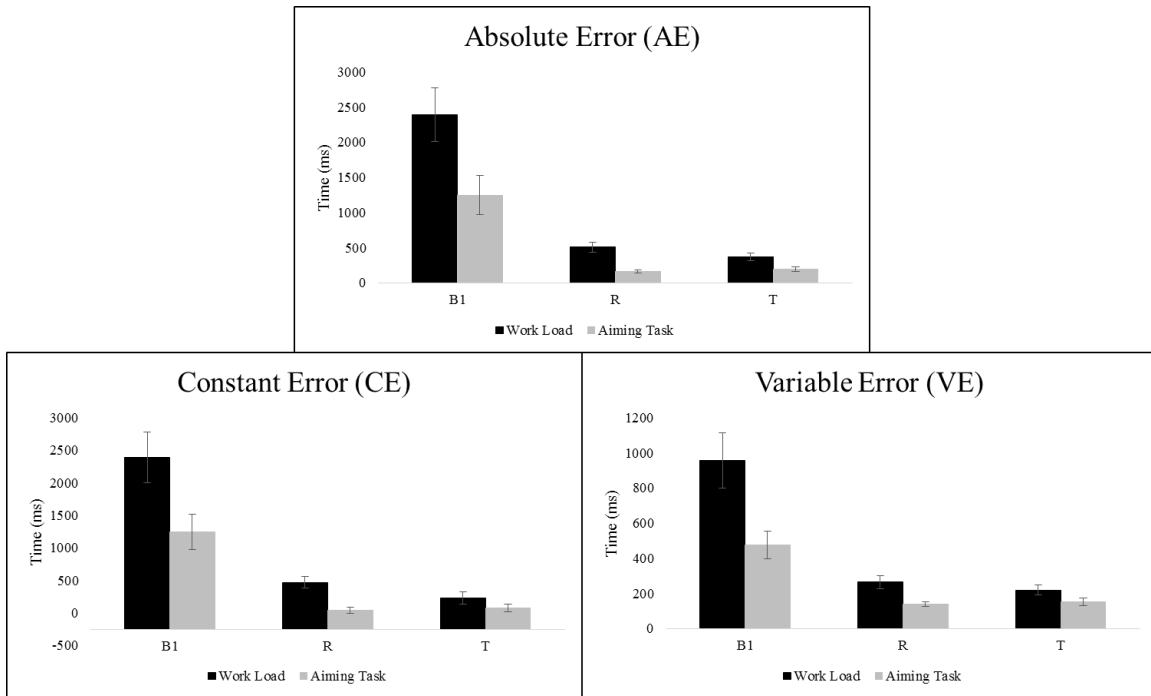 Absolute Error (AE)
Time (ms)
3000
2500
2000
1500
1000
500
0
B1 R T
Work Load Aiming Task
Constant Error (CE)
Time (ms)
3000
2500
2000
1500
1000
500
0
-500
B1 R T
Work Load Aiming Task
Variable Error (VE)
Time (ms)
1200
1000
800
600
400
200
0
B1 R T
Work Load Aiming Task